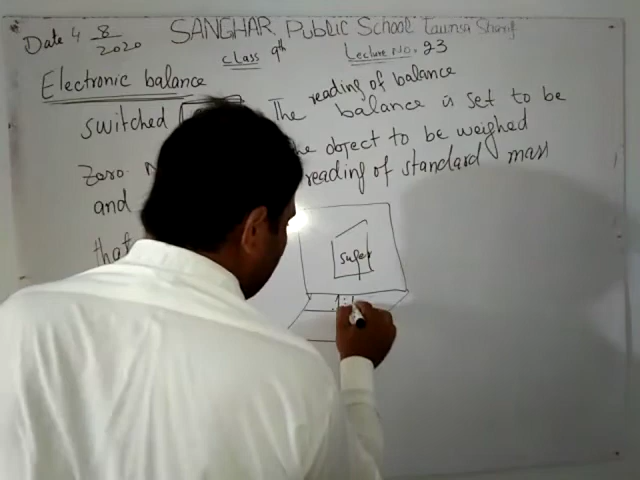 Date 4 8/2020 SANGHAR Public School Taunsa Sharif
class 9th Lecture No. 23
Electronic balance
The reading of balance
switched balance is set to be
Zero. the object to be weighed
and reading of standard mass
that
Suger